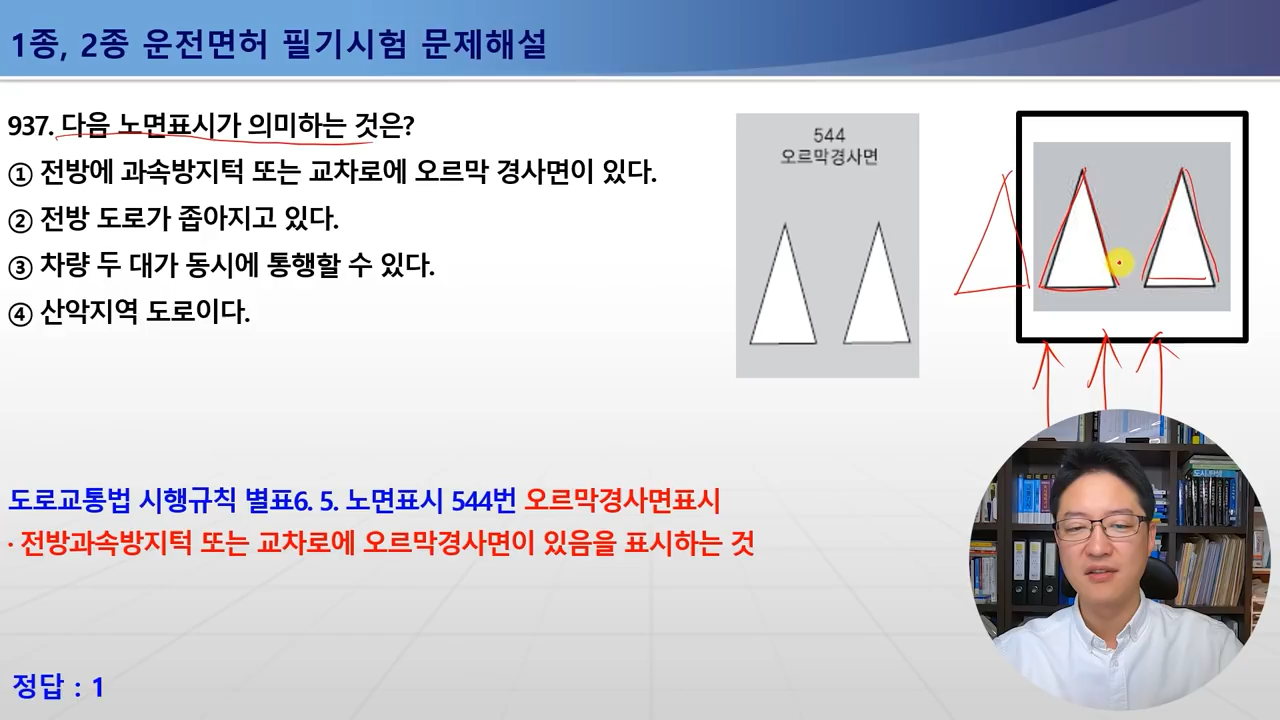 1종, 2종 운전면허 필기시험 문제해설
937. 다음 노면표시가 의미하는 것은?
① 전방에 과속방지턱 또는 교차로에 오르막 경사면이 있다.
② 전방 도로가 좁아지고 있다.
③ 차량 두 대가 동시에 통행할 수 있다.
④ 산악지역 도로이다.
544
오르막경사면
도로교통법 시행규칙 별표6. 5. 노면표시 544번 오르막경사면표시
· 전방과속방지턱 또는 교차로에 오르막경사면이 있음을 표시하는 것
정답 : 1